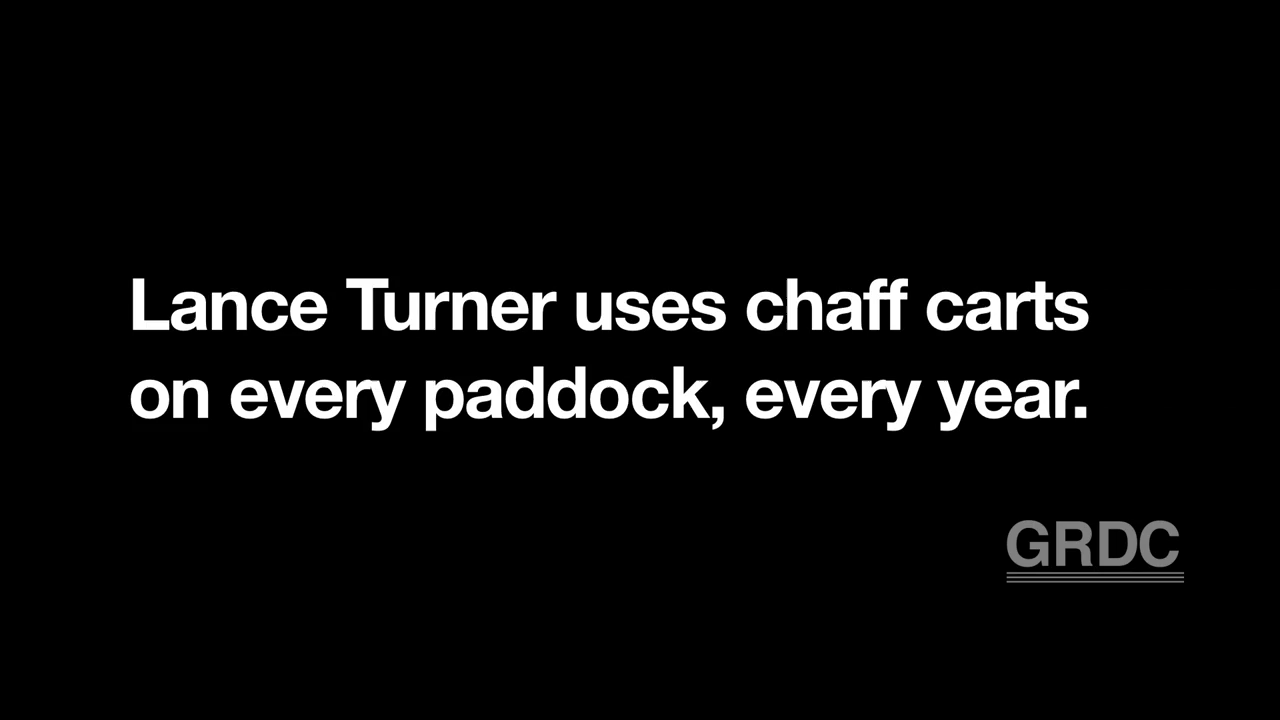 Lance Turner uses chaff carts
on every paddock, every year.
GRDC